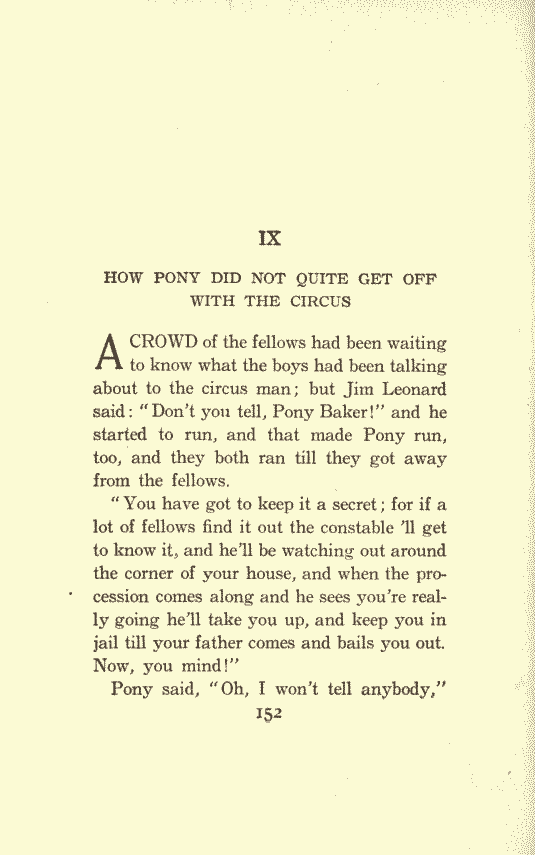 IX
HOW PONY DID NOT QUITE GET OFF
WITH THE CIRCUS
A CROWD of the fellows had been waiting
to know what the boys had been talking
about to the circus man; but Jim Leonard
said: "Don't you tell, Pony Baker!" and he
started to run, and that made Pony run,
too, and they both ran till they got away
from the fellows.
"You have got to keep it a secret; for if a
lot of fellows find it out the constable 'll get
to know it, and he'll be watching out around
the corner of your house, and when the pro-
cession comes along and he sees you're real-
ly going he'll take you up, and keep you in
jail till your father comes and bails you out.
Now, you mind!"
Pony said, "Oh, I won't tell anybody,"
152